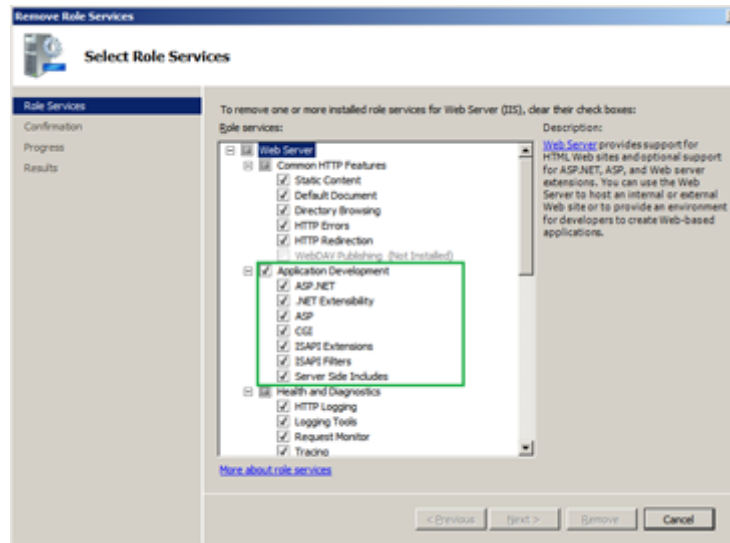 Remove Role Services
Select Role Services
Role Services
Confirmation
Progress
Results
To remove one or more installed role services for Web Server (IIS), clear their check boxes:
Role services:
Web Server
Common HTTP Features
Static Content
Default Document
Directory Browsing
HTTP Errors
HTTP Redirection
WebDAV Publishing (Not Installed)
Application Development
ASP.NET
.NET Extensibility
ASP
CGI
ISAPI Extensions
ISAPI Filters
Server Side Includes
Health and Diagnostics
HTTP Logging
Logging Tools
Request Monitor
Tracing
More about role services
Description:
Web Server provides support for
HTML Web sites and optional support
for ASP.NET, ASP, and Web server
extensions. You can use the Web
Server to host an internal or external
Web site or to provide an environment
for developers to create Web-based
applications.
< Previous
Next >
Remove
Cancel